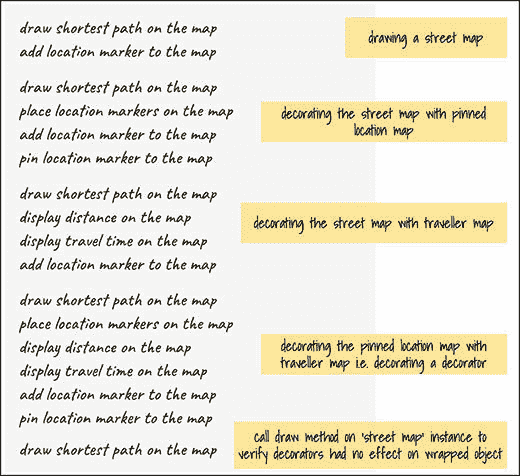 draw shortest path on the map
add location marker to the map
drawing a street map
draw shortest path on the map
place location markers on the map
add location marker to the map
pin location marker to the map
decorating the street map with pinned
location map
draw shortest path on the map
display distance on the map
display travel time on the map
add location marker to the map
decorating the street map with traveller map
draw shortest path on the map
place location markers on the map
display distance on the map
display travel time on the map
add location marker to the map
pin location marker to the map
decorating the pinned location map with
traveller map i.e. decorating a decorator
draw shortest path on the map
call draw method on 'street map' instance to
verify decorators had no effect on wrapped object